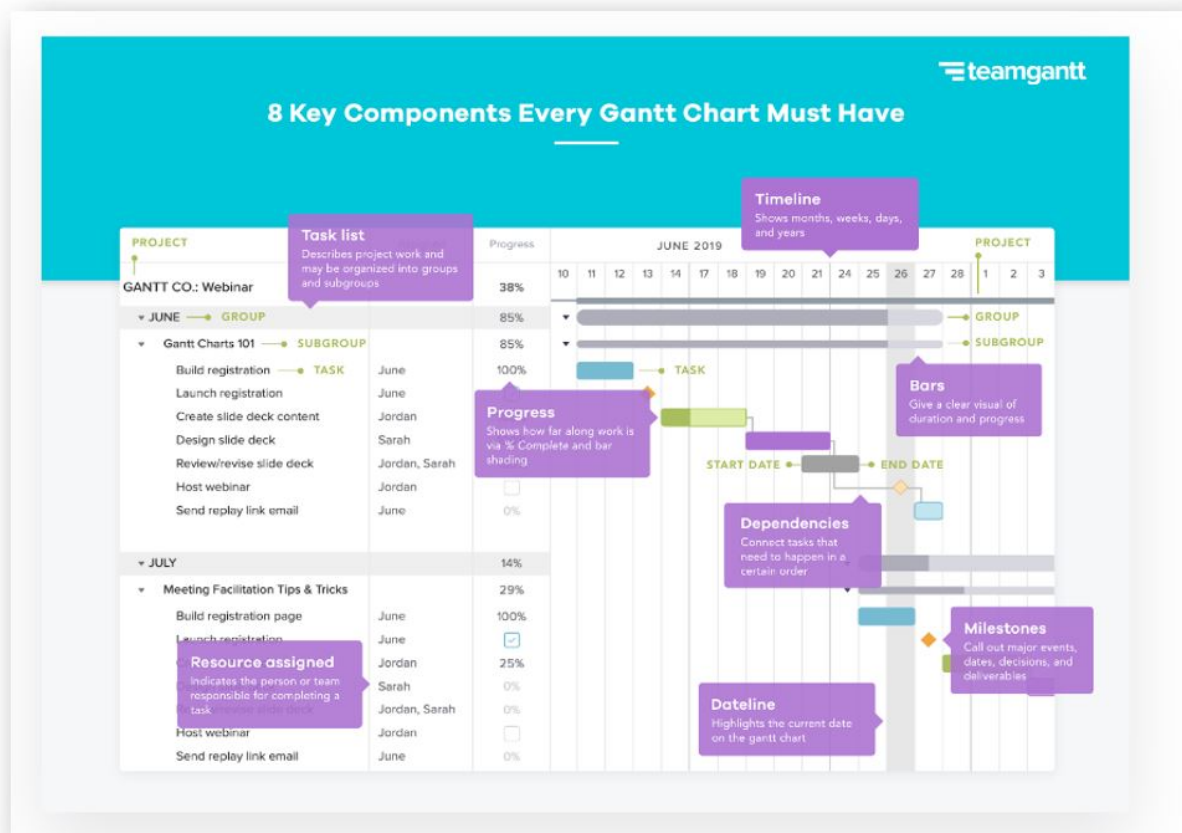 teamgantt
8 Key Components Every Gantt Chart Must Have
Timeline
Shows months, weeks, days,
and years
PROJECT
Task list
Describes project work and
may be organized into groups
and subgroups
Progress
JUNE 2019
PROJECT
10 11 12 13 14 17 18 19 20 21 24 25 26 27 28 1 2 3
GANTT CO.: Webinar 38%
JUNE GROUP 85% GROUP
Gantt Charts 101 SUBGROUP 85% SUBGROUP
Build registration TASK June 100% TASK
Launch registration June
Create slide deck content Jordan
Design slide deck Sarah
Review/revise slide deck Jordan, Sarah START DATE END DATE
Host webinar Jordan
Send replay link email June 0%
Progress
Shows how far along work is
via % Complete and bar
shading
Bars
Give a clear visual of
duration and progress
Dependencies
Connect tasks that
need to happen in a
certain order
JULY 14%
Meeting Facilitation Tips & Tricks 29%
Build registration page June 100%
Launch registration June
Jordan 25%
Sarah 0%
Jordan, Sarah 0%
Host webinar Jordan
Send replay link email June 0%
Resource assigned
Indicates the person or team
responsible for completing a
task
Milestones
Call out major events,
dates, decisions, and
deliverables
Dateline
Highlights the current date
on the gantt chart